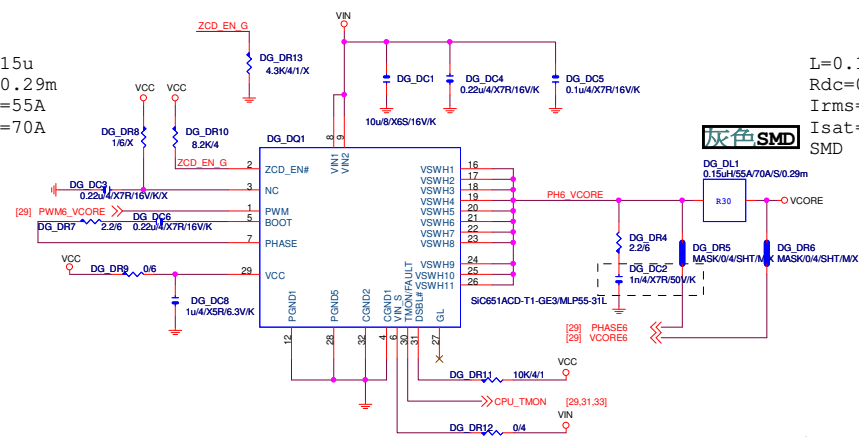 ZCD_EN_G
VIN
15u
0.29m
=55A
=70A
VCC
VCC
DG_DR13
4.3K/4/1/X
DG_DC1
10u/8/X6S/16V/K
DG_DC4
0.22u/4/X7R/16V/K
DG_DC5
0.1u/4/X7R/16V/K
L=0.1
Rdc=0
Irms=
Isat=
SMD
灰色SMD
DG_DR8
1/6/X
DG_DR10
8.2K/4
DG_DQ1
ZCD_EN_G
2
ZCD_EN#
3
NC
1
PWM
5
BOOT
7
PHASE
29
VCC
8
VIN1
9
VIN2
DG_DC3
0.22u/4/X7R/16V/K/X
[29] PWM6_VCORE
DG_DR7
2.2/6
DG_DC6
0.22u/4/X7R/16V/K
VCC
DG_DR9
0/6
DG_DC8
1u/4/X5R/6.3V/K
VSWH1
16
VSWH2
17
VSWH3
18
VSWH4
19
VSWH5
20
VSWH6
21
VSWH7
22
VSWH8
23
VSWH9
24
VSWH10
25
VSWH11
26
PH6_VCORE
DG_DL1
0.15uH/55A/70A/S/0.29m
R30
VCORE
DG_DR4
2.2/6
DG_DC2
1n/4/X7R/50V/K
DG_DR5
MASK/0/4/SHT/M/X
DG_DR6
MASK/0/4/SHT/M/X
SiC651ACD-T1-GE3/MLP55-31L
[29] PHASE6
[29] VCORE6
PGND1
12
PGND5
28
CGND2
32
CGND1
4
VIN_S
6
TMON/FAULT
30
DSBL#
31
GL
27
DG_DR11
10K/4/1
VCC
CPU_TMON
[29,31,33]
DG_DR12
0/4
VIN